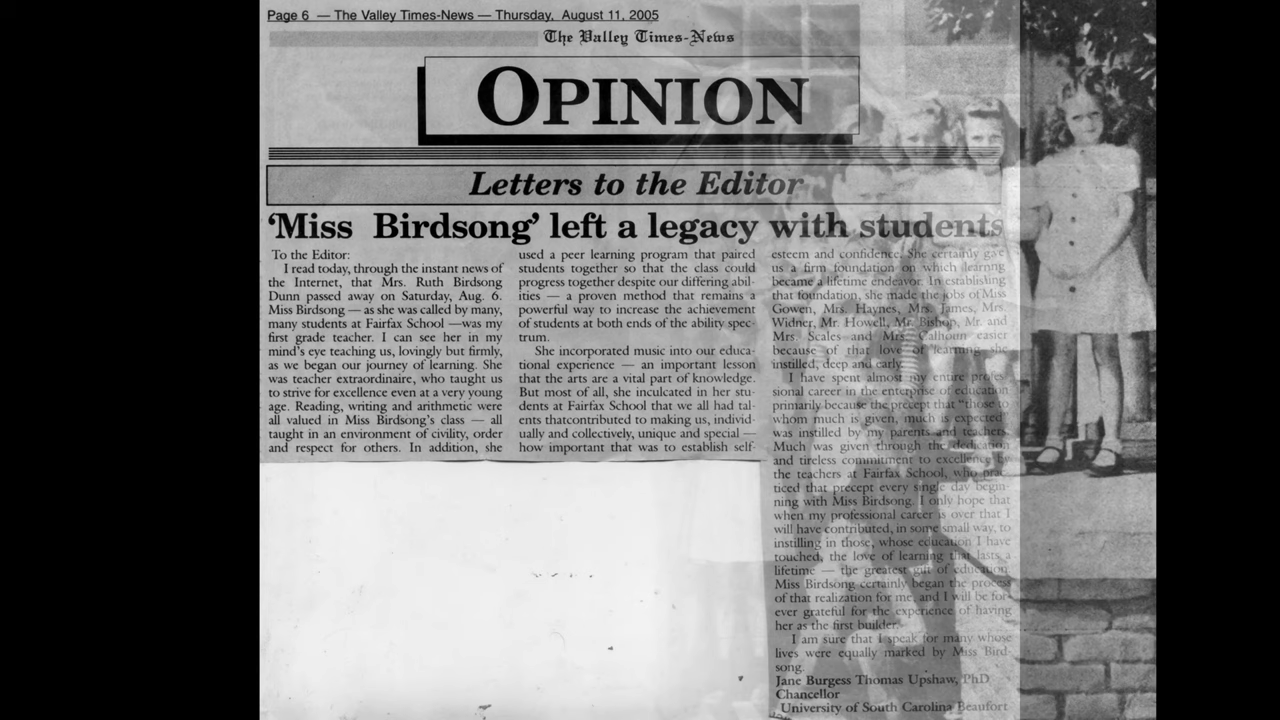 Page 6 — The Valley Times-News — Thursday, August 11, 2005
The Valley Times-News
OPINION
Letters to the Editor
‘Miss Birdsong’ left a legacy with students
To the Editor:
I read today, through the instant news of
the Internet, that Mrs. Ruth Birdsong
Dunn passed away on Saturday, Aug. 6.
Miss Birdsong — as she was called by many,
many students at Fairfax School —was my
first grade teacher. I can see her in my
mind's eye teaching us, lovingly but firmly,
as we began our journey of learning. She
was teacher extraordinaire, who taught us
to strive for excellence even at a very young
age. Reading, writing and arithmetic were
all valued in Miss Birdsong's class — all
taught in an environment of civility, order
and respect for others. In addition, she
used a peer learning program that paired
students together so that the class could
progress together despite our differing abil-
ities — a proven method that remains a
powerful way to increase the achievement
of students at both ends of the ability spec-
trum.
She incorporated music into our educa-
tional experience — an important lesson
that the arts are a vital part of knowledge.
But most of all, she inculcated in her stu-
dents at Fairfax School that we all had tal-
ents thatcontributed to making us, individ-
ually and collectively, unique and special —
how important that was to establish self-
esteem and confidence. She certainly gave
us a firm foundation on which learnng
became a lifetime endeavor. In establishing
that foundation, she made the jobs of Miss
Gowen, Mrs. Haynes, Mrs. James, Mrs.
Widner, Mr. Howell, Mr. Bishop, Mr. and
Mrs. Scales and Mrs. Calhoun easier
because of that love of learning she
instilled, deep and early.
I have spent almost my entire profes-
sional career in the enterprise of education
primarily because the precept that "those to
whom much is given, much is expected"
was instilled by my parents and teachers.
Much was given through the dedication
and tireless commitment to excellence by
the teachers at Fairfax School, who prac-
ticed that precept every single day begin-
ning with Miss Birdsong. I only hope that
when my professional career is over that I
will have contributed, in some small way, to
instilling in those, whose education I have
touched, the love of learning that lasts a
lifetime — the greatest gift of education.
Miss Birdsong certainly began the process
of that realization for me, and I will be for-
ever grateful for the experience of having
her as the first builder.
I am sure that I speak for many whose
lives were equally marked by Miss Bird-
song.
Jane Burgess Thomas Upshaw, PhD
Chancellor
University of South Carolina Beaufort